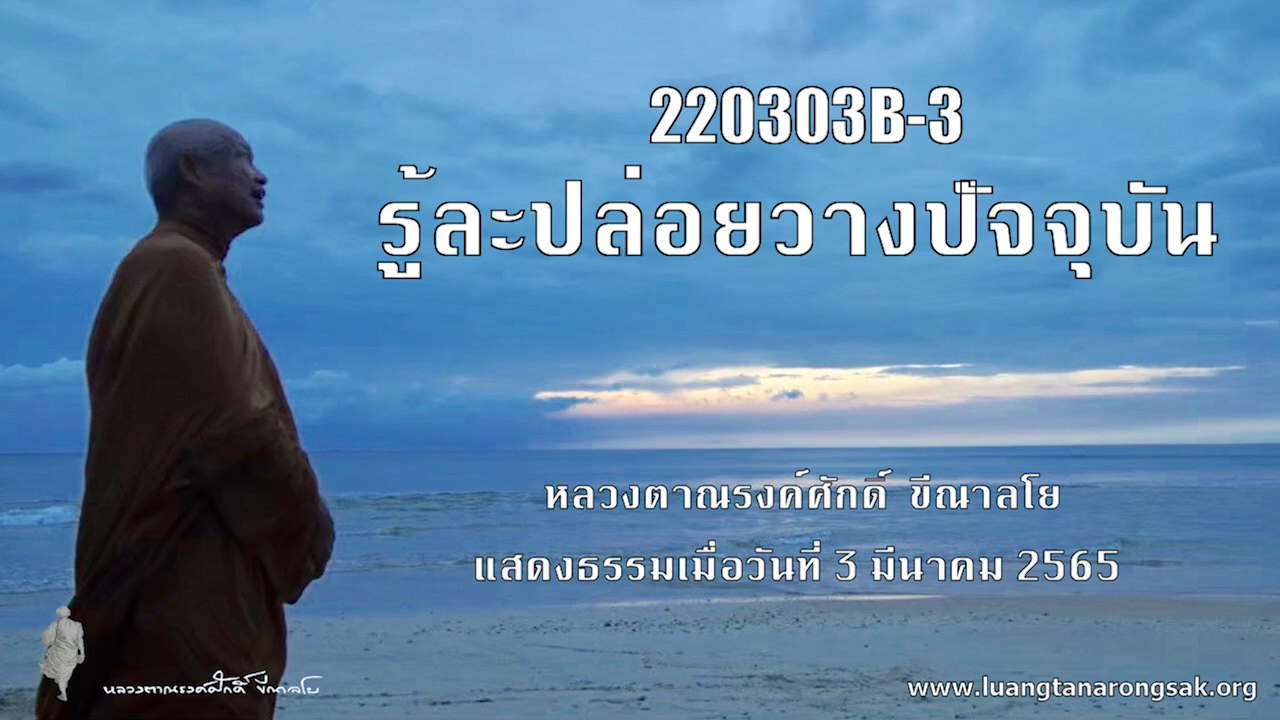 220303B-3
รู้ละปล่อยวางปัจจุบัน
หลวงตาณรงค์ศักดิ์ ขีณาลโย
แสดงธรรมเมื่อวันที่ 3 มีนาคม 2565
หลวงตาณรงค์ศักดิ์ ขีณาลโย
www.luangtanarongsak.org